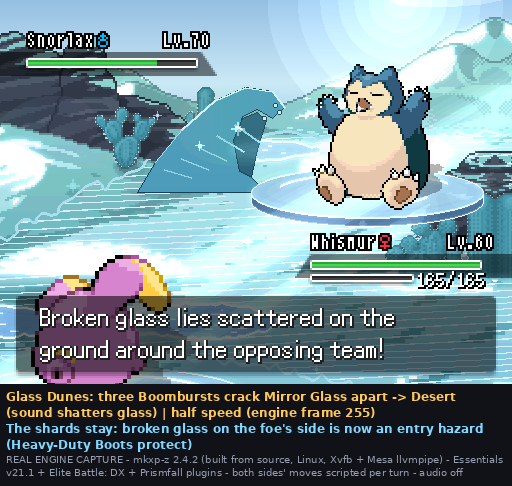 Snorlax♂ Lv.70
Whismur♀ Lv.80
165/165
Broken glass lies scattered on the
ground around the opposing team!
Glass Dunes: three Boombursts crack Mirror Glass apart -> Desert
(sound shatters glass) | half speed (engine frame 255)
The shards stay: broken glass on the foe's side is now an entry hazard
(Heavy-Duty Boots protect)
REAL ENGINE CAPTURE - mkxp-z 2.4.2 (built from source, Linux, Xvfb + Mesa llvmpipe) - Essentials
v21.1 + Elite Battle: DX + Prismfall plugins - both sides' moves scripted per turn - audio off